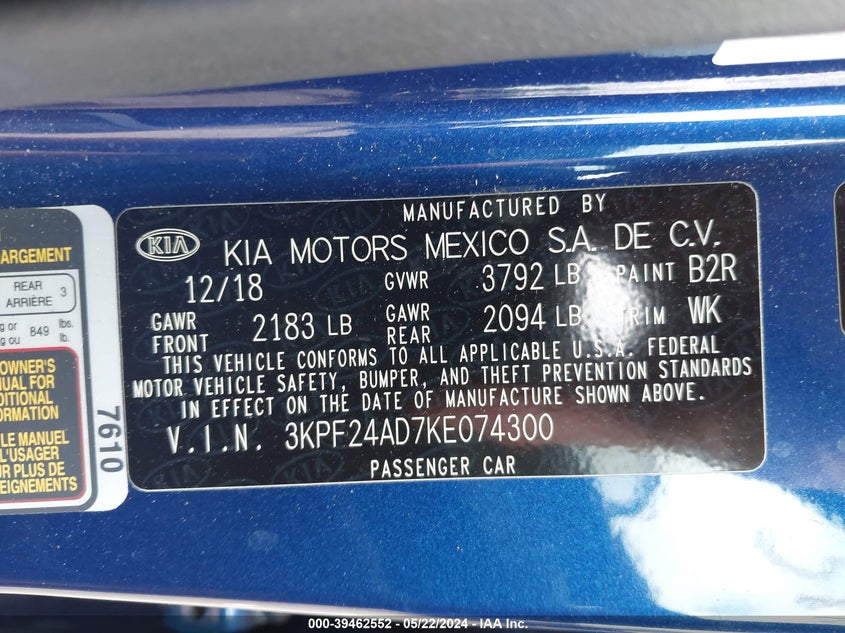 MANUFACTURED BY
KIA KIA MOTORS MEXICO S.A. DE C.V.
12/18 GVWR 3792 LB PAINT B2R
GAWR FRONT 2183 LB GAWR REAR 2094 LB TRIM WK
THIS VEHICLE CONFORMS TO ALL APPLICABLE U.S.A. FEDERAL
MOTOR VEHICLE SAFETY, BUMPER, AND THEFT PREVENTION STANDARDS
IN EFFECT ON THE DATE OF MANUFACTURE SHOWN ABOVE.
V.I.N. 3KPF24AD7KE074300
PASSENGER CAR
ARGEMENT
REAR
ARRIÈRE 3
g or
g ou 849 lbs.
lb.
OWNER'S
NUAL FOR
DITIONAL
ORMATION
LE MANUEL
L'USAGER
UR PLUS DE
EIGNEMENTS
7610
000-39462552 - 05/22/2024 - IAA Inc.